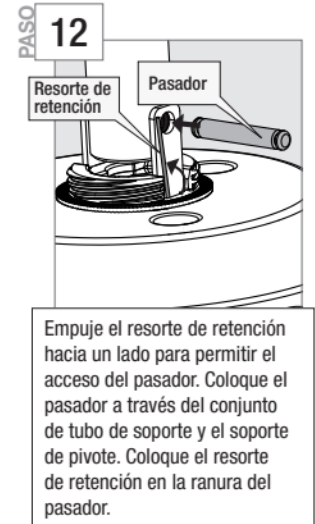 PASO
12
Resorte de
retención
Pasador
Empuje el resorte de retención
hacia un lado para permitir el
acceso del pasador. Coloque el
pasador a través del conjunto
de tubo de soporte y el soporte
de pivote. Coloque el resorte
de retención en la ranura del
pasador.